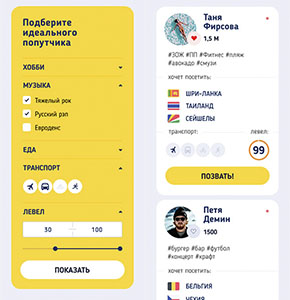 Подберите
идеального
попутчика
ХОББИ
МУЗЫКА
Тяжелый рок
Русский рэп
Евроденс
ЕДА
ТРАНСПОРТ
ЛЕВЕЛ
30
100
ПОКАЗАТЬ
Таня
Фирсова
1,5 М
#ЗОЖ #ПП #Фитнес #пляж
#авокадо #смузи
хочет посетить:
ШРИ-ЛАНКА
ТАИЛАНД
СЕЙШЕЛЫ
транспорт:
левел:
99
ПОЗВАТЬ!
Петя
Демин
1500
#бургер #бар #футбол
#концерт #крафт
хочет посетить:
БЕЛЬГИЯ
ЧЕХИЯ